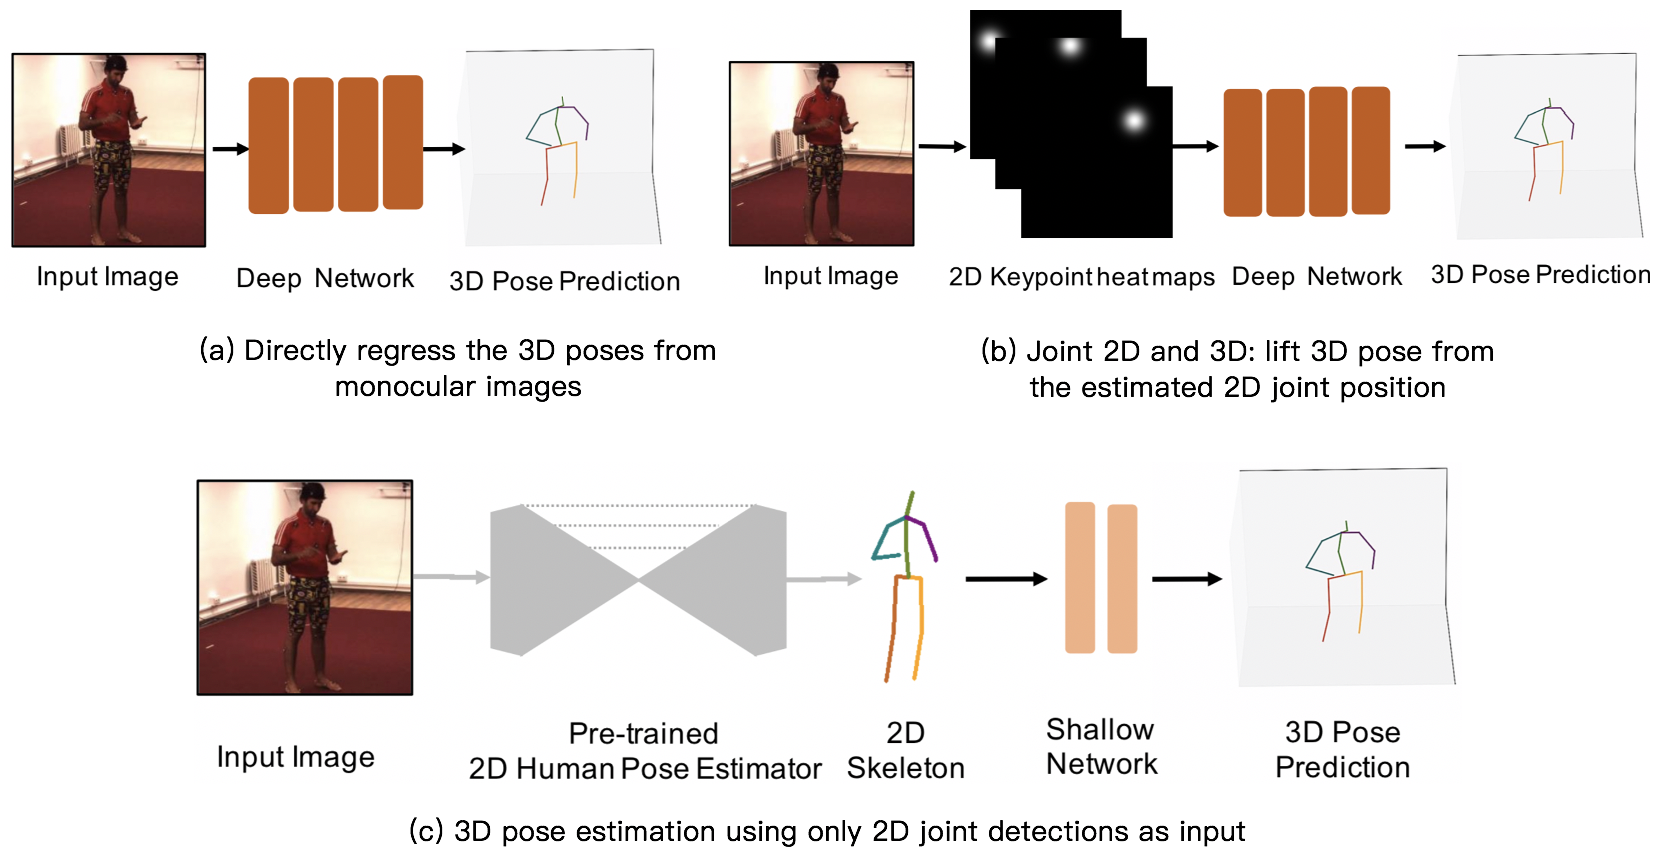 Input Image
Deep Network
3D Pose Prediction
Input Image
2D Keypoint heatmaps
Deep Network
3D Pose Prediction
(a) Directly regress the 3D poses from
monocular images
(b) Joint 2D and 3D: lift 3D pose from
the estimated 2D joint position
Input Image
Pre-trained
2D Human Pose Estimator
2D
Skeleton
Shallow
Network
3D Pose
Prediction
(c) 3D pose estimation using only 2D joint detections as input